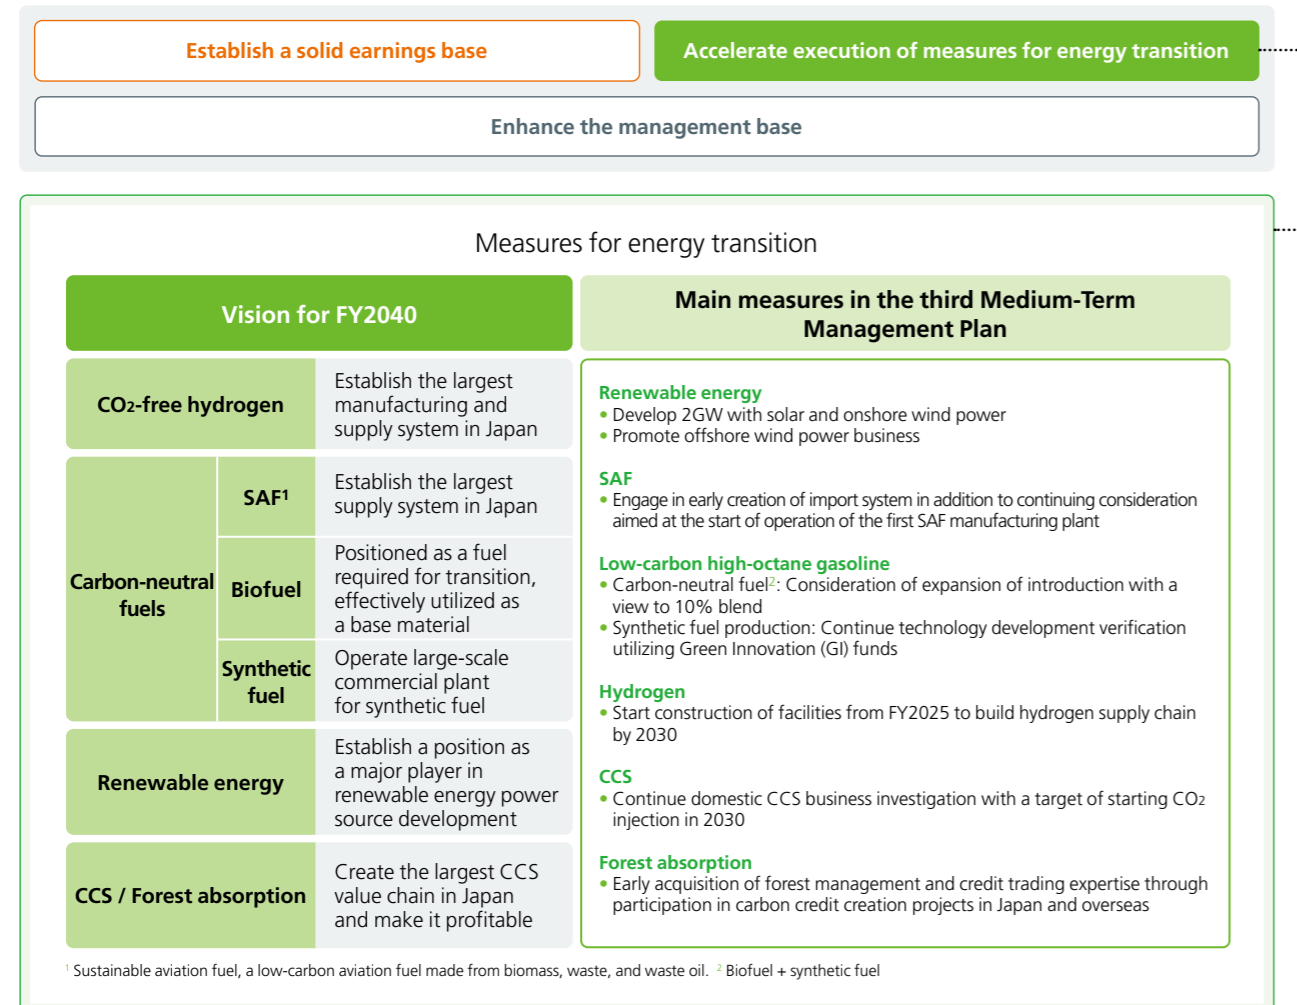 Establish a solid earnings base
Accelerate execution of measures for energy transition
Enhance the management base
Measures for energy transition
Vision for FY2040
CO2-free hydrogen
Establish the largest
manufacturing and
supply system in Japan
Carbon-neutral
fuels
SAF¹
Establish the largest
supply system in Japan
Biofuel
Positioned as a fuel
required for transition,
effectively utilized as
a base material
Synthetic
fuel
Operate large-scale
commercial plant
for synthetic fuel
Renewable energy
Establish a position as
a major player in
renewable energy power
source development
CCS / Forest absorption
Create the largest CCS
value chain in Japan
and make it profitable
Main measures in the third Medium-Term
Management Plan
Renewable energy
• Develop 2GW with solar and onshore wind power
• Promote offshore wind power business
SAF
• Engage in early creation of import system in addition to continuing consideration
aimed at the start of operation of the first SAF manufacturing plant
Low-carbon high-octane gasoline
• Carbon-neutral fuel²: Consideration of expansion of introduction with a
view to 10% blend
• Synthetic fuel production: Continue technology development verification
utilizing Green Innovation (GI) funds
Hydrogen
• Start construction of facilities from FY2025 to build hydrogen supply chain
by 2030
CCS
• Continue domestic CCS business investigation with a target of starting CO2
injection in 2030
Forest absorption
• Early acquisition of forest management and credit trading expertise through
participation in carbon credit creation projects in Japan and overseas
¹ Sustainable aviation fuel, a low-carbon aviation fuel made from biomass, waste, and waste oil. ² Biofuel + synthetic fuel